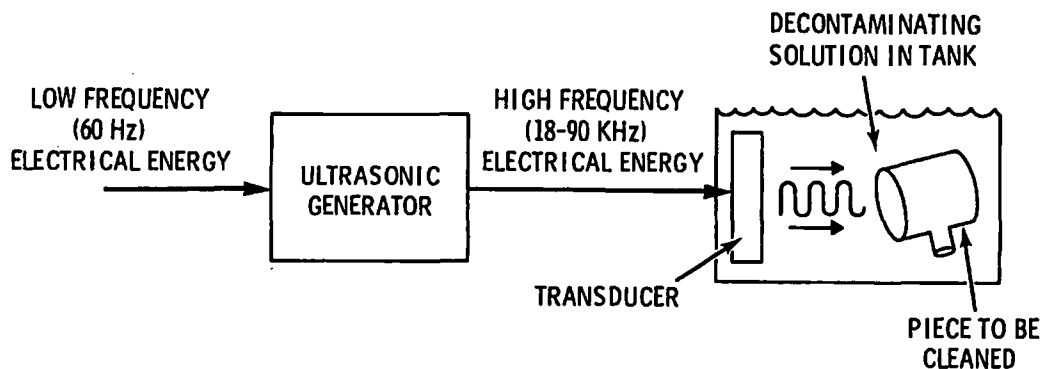 LOW FREQUENCY
(60 Hz)
ELECTRICAL ENERGY
ULTRASONIC
GENERATOR
HIGH FREQUENCY
(18-90 KHz)
ELECTRICAL ENERGY
DECONTAMINATING
SOLUTION IN TANK
TRANSDUCER
PIECE TO BE
CLEANED